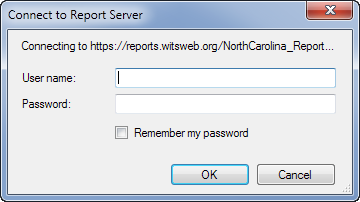 Connect to Report Server
Connecting to https://reports.witsweb.org/NorthCarolina_Report...
User name:
Password:
Remember my password
OK
Cancel